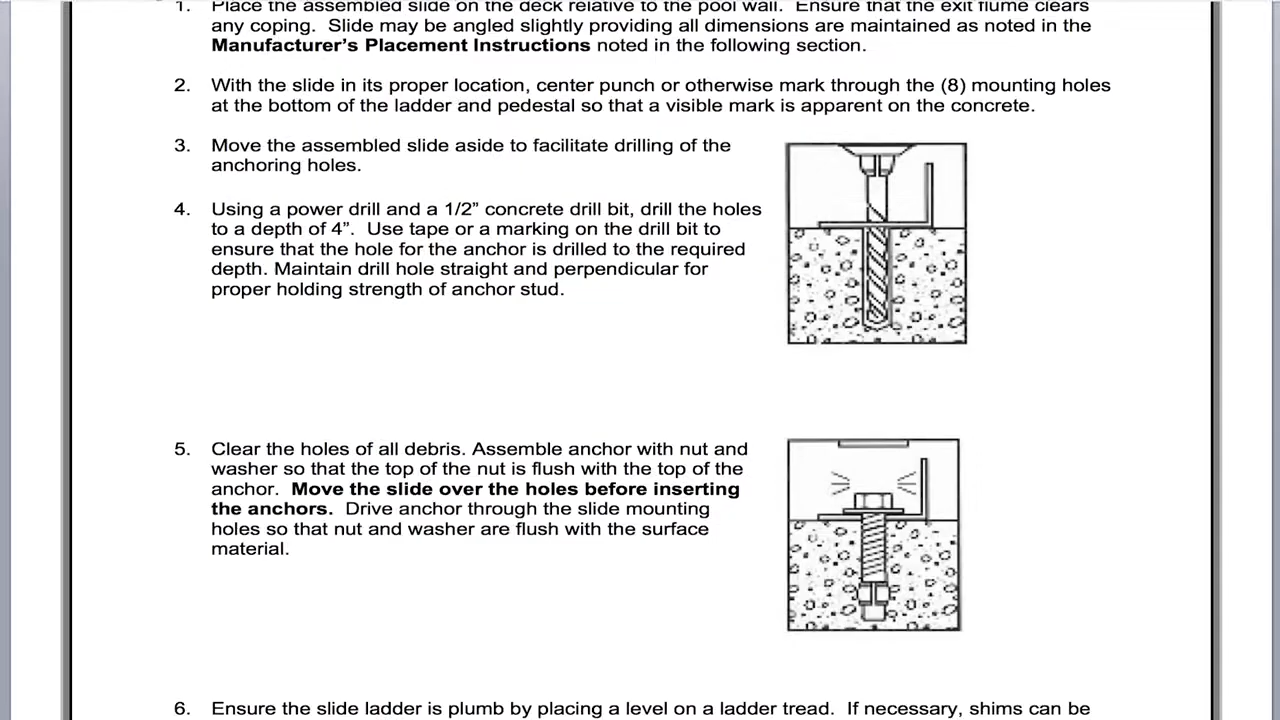 1. Place the assembled slide on the deck relative to the pool wall. Ensure that the exit flume clears
any coping. Slide may be angled slightly providing all dimensions are maintained as noted in the
Manufacturer’s Placement Instructions noted in the following section.
2. With the slide in its proper location, center punch or otherwise mark through the (8) mounting holes
at the bottom of the ladder and pedestal so that a visible mark is apparent on the concrete.
3. Move the assembled slide aside to facilitate drilling of the
anchoring holes.
4. Using a power drill and a 1/2” concrete drill bit, drill the holes
to a depth of 4”. Use tape or a marking on the drill bit to
ensure that the hole for the anchor is drilled to the required
depth. Maintain drill hole straight and perpendicular for
proper holding strength of anchor stud.
5. Clear the holes of all debris. Assemble anchor with nut and
washer so that the top of the nut is flush with the top of the
anchor. Move the slide over the holes before inserting
the anchors. Drive anchor through the slide mounting
holes so that nut and washer are flush with the surface
material.
6. Ensure the slide ladder is plumb by placing a level on a ladder tread. If necessary, shims can be